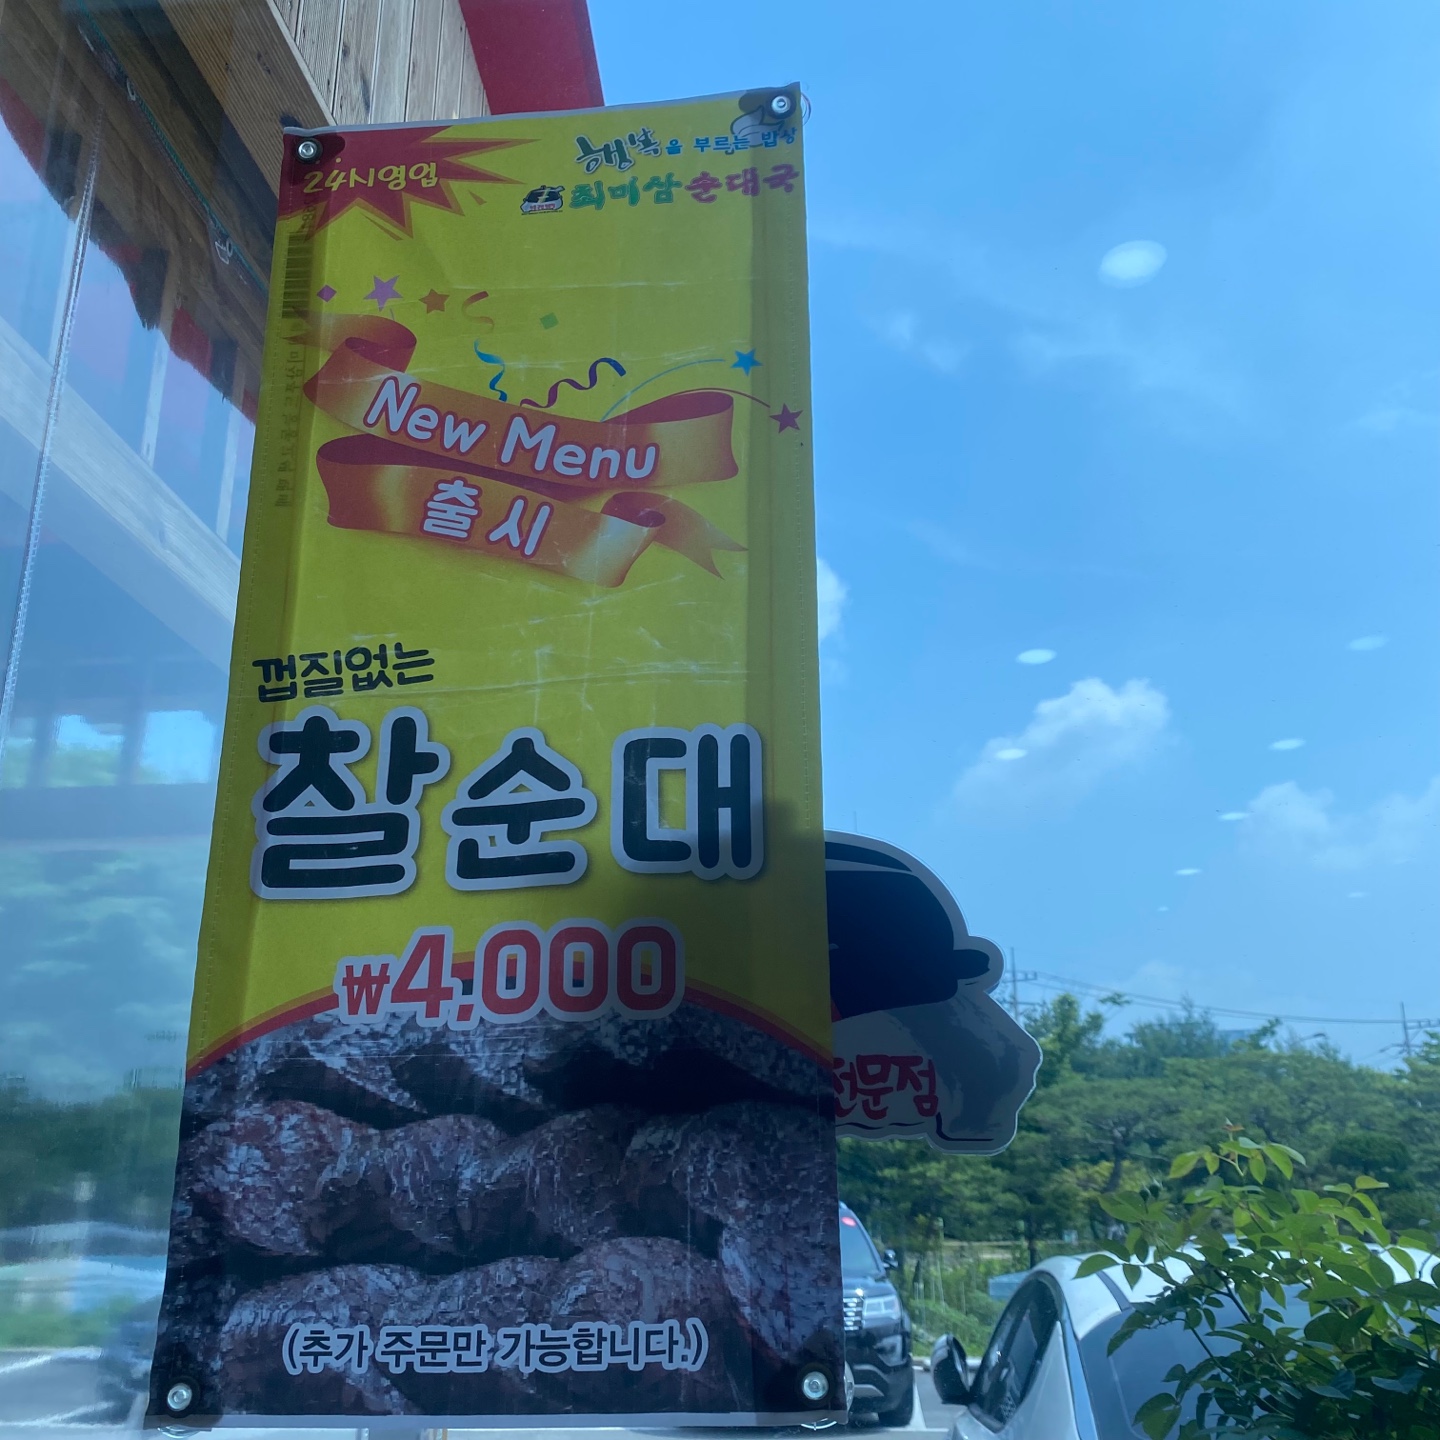 24시영업
행복을 부르는 밥상
최미삼순대국
New Menu
출시
껍질없는
찰순대
₩4,000
(추가 주문만 가능합니다.)
전문점